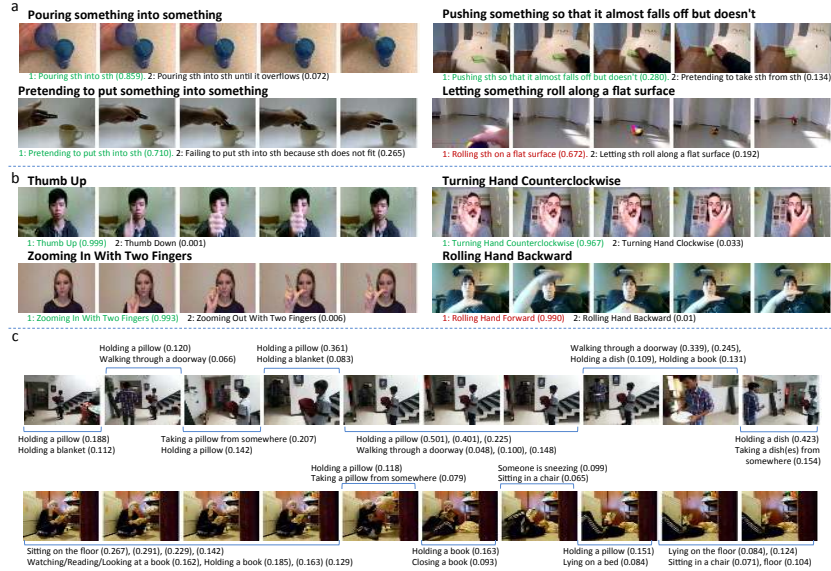 a
Pouring something into something
1: Pouring sth into sth (0.859). 2: Pouring sth into sth until it overflows (0.072)
Pushing something so that it almost falls off but doesn't
1: Pushing sth so that it almost falls off but doesn't (0.280). 2: Pretending to take sth from sth (0.134)
Pretending to put something into something
1: Pretending to put sth into sth (0.710). 2: Failing to put sth into sth because sth does not fit (0.265)
Letting something roll along a flat surface
1: Rolling sth on a flat surface (0.672). 2: Letting sth roll along a flat surface (0.192)
b
Thumb Up
1: Thumb Up (0.999) 2: Thumb Down (0.001)
Turning Hand Counterclockwise
1: Turning Hand Counterclockwise (0.967) 2: Turning Hand Clockwise (0.033)
Zooming In With Two Fingers
1: Zooming In With Two Fingers (0.993) 2: Zooming Out With Two Fingers (0.006)
Rolling Hand Backward
1: Rolling Hand Forward (0.990) 2: Rolling Hand Backward (0.01)
c
Holding a pillow (0.120)
Walking through a doorway (0.066)
Holding a pillow (0.361)
Holding a blanket (0.083)
Walking through a doorway (0.339), (0.245),
Holding a dish (0.109), Holding a book (0.131)
Holding a pillow (0.188)
Holding a blanket (0.112)
Taking a pillow from somewhere (0.207)
Holding a pillow (0.142)
Holding a pillow (0.501), (0.401), (0.225)
Walking through a doorway (0.048), (0.100), (0.148)
Holding a dish (0.423)
Taking a dish(es) from
somewhere (0.154)
Holding a pillow (0.118)
Taking a pillow from somewhere (0.079)
Someone is sneezing (0.099)
Sitting in a chair (0.065)
Sitting on the floor (0.267), (0.291), (0.229), (0.142)
Watching/Reading/Looking at a book (0.162), Holding a book (0.185), (0.163) (0.129)
Holding a book (0.163)
Closing a book (0.093)
Holding a pillow (0.151)
Lying on a bed (0.084)
Lying on the floor (0.084), (0.124)
Sitting in a chair (0.071), floor (0.104)